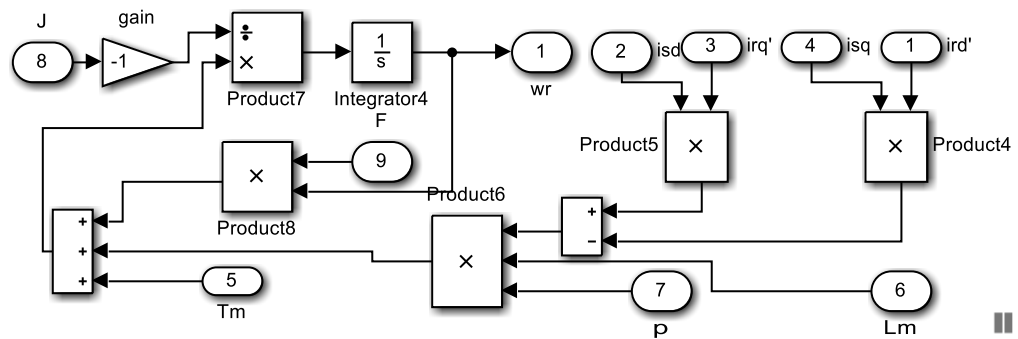 J
gain
8
-1
÷
×
Product7
1
s
Integrator4
1
wr
2
isd
3
irq'
4
isq
1
ird'
×
Product5
×
Product4
F
9
×
Product8
Product6
×
+
−
+
+
+
5
Tm
7
p
6
Lm